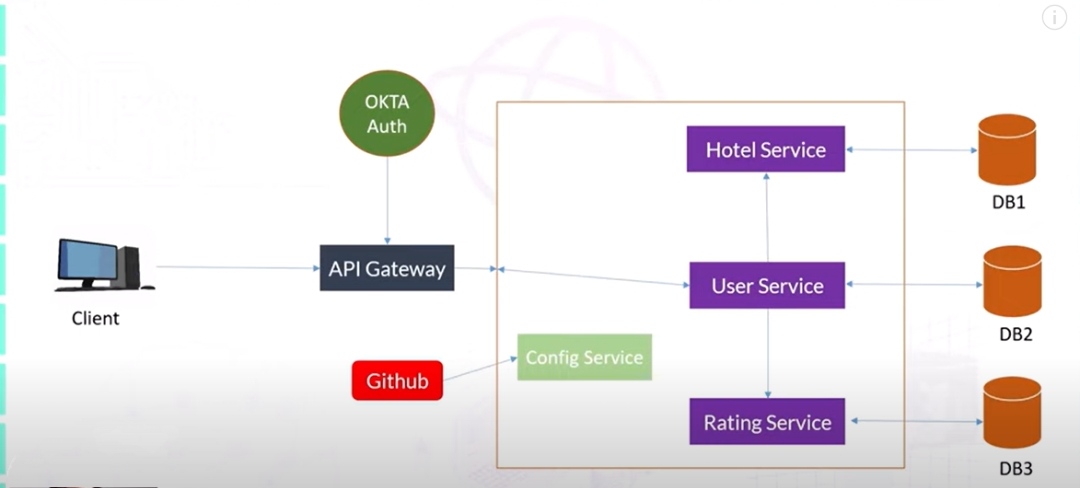 OKTA
Auth
Hotel Service
DB1
API Gateway
User Service
Client
DB2
Config Service
Github
Rating Service
DB3